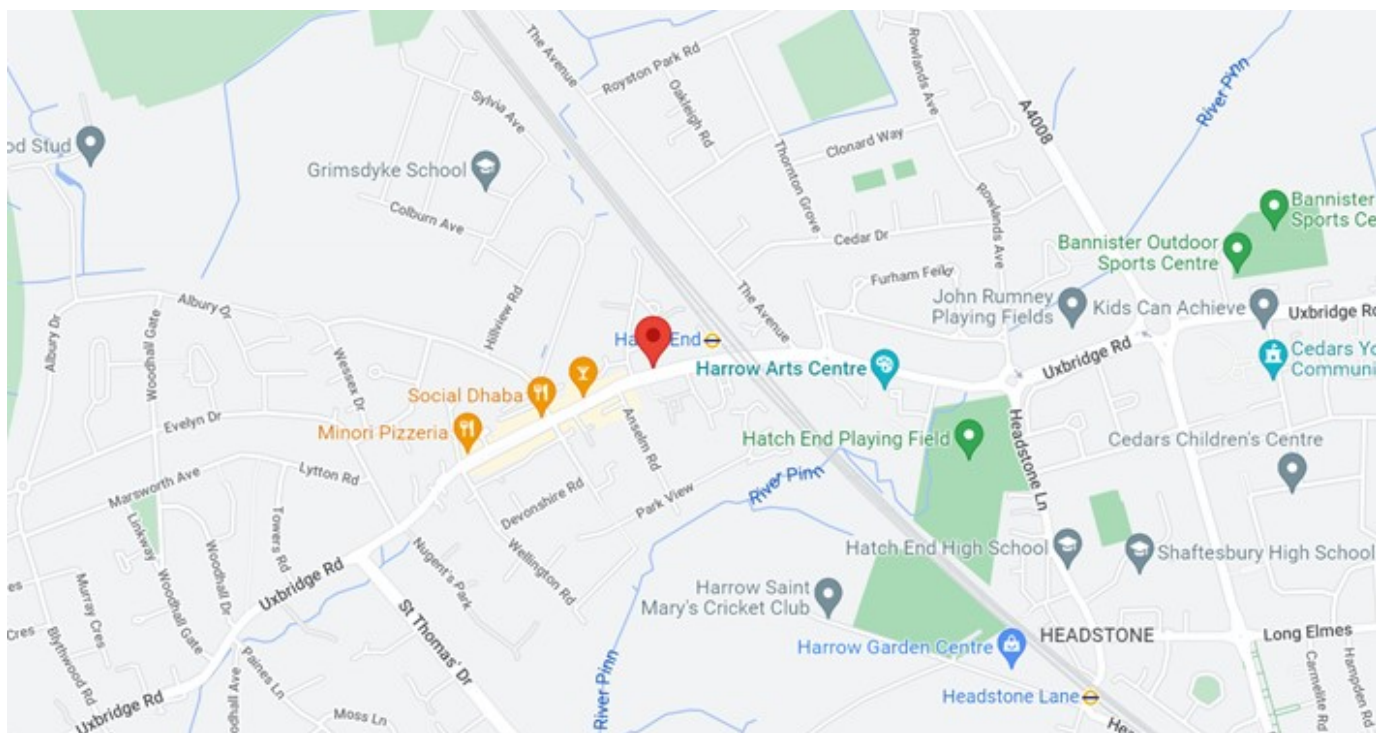 The Avenue
Royston Park Rd
Rowlands Ave
A4008
River Pinn
Sylvia Ave
Oakleigh Rd
Clonard Way
od Stud
Grimsdyke School
Thornton Grove
Rowlands Ave
Bannister
Sports Ce
Colburn Ave
Cedar Dr
Bannister Outdoor
Sports Centre
Furham Feild
Albury Dr
Hillview Rd
The Avenue
John Rumney
Playing Fields
Kids Can Achieve
Uxbridge Rd
Albury Dr
Woodhall Gate
Wessex Dr
End
Uxbridge Rd
Harrow Arts Centre
Cedars Yo
Communi
Social Dhaba
Evelyn Dr
Minori Pizzeria
Anselm Rd
Hatch End Playing Field
Headstone Ln
Cedars Children's Centre
Marsworth Ave
Lytton Rd
Devonshire Rd
Park View
River Pinn
Linkway
Towers Rd
Woodhall Dr
Nugent's Park
Wellington Rd
Hatch End High School
Shaftesbury High School
es
Murray Cres
Woodhall Gate
Uxbridge Rd
St Thomas' Dr
Harrow Saint
Mary's Cricket Club
Cres
Blythwood Rd
HEADSTONE
Long Elmes
Harrow Garden Centre
Paines Ln
River Pinn
Headstone Lane
Carmelite Rd
Hampden Rd
Uxbridge Rd
odhall Ave
Moss Ln
Hea